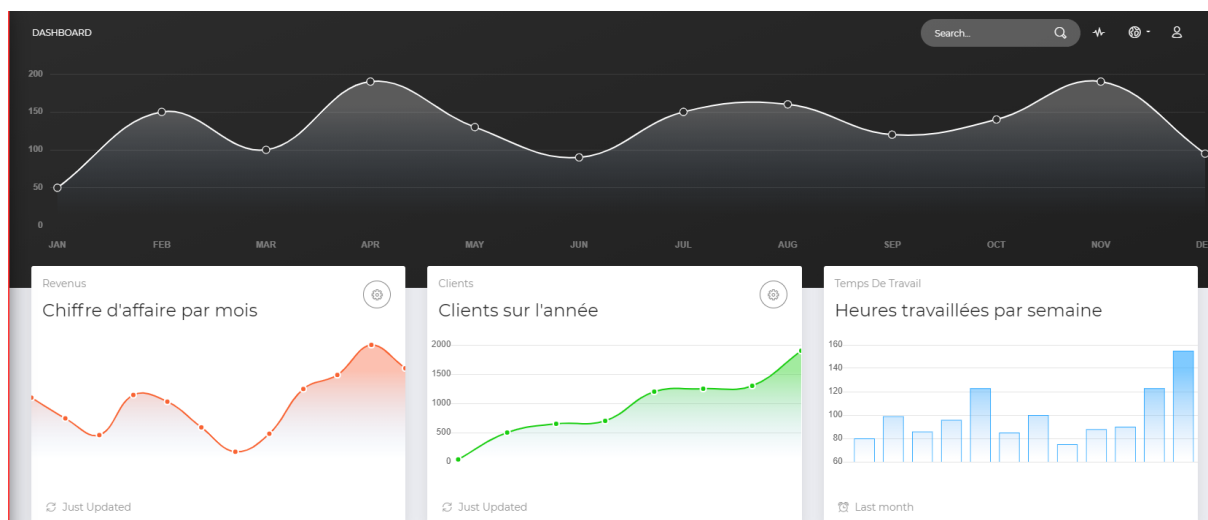 DASHBOARD
Search...
200
150
100
50
0
JAN FEB MAR APR MAY JUN JUL AUG SEP OCT NOV DE
Revenus
Chiffre d'affaire par mois
Just Updated
Clients
Clients sur l'année
2000
1500
1000
500
0
Just Updated
Temps De Travail
Heures travaillées par semaine
160
140
120
100
80
60
Last month